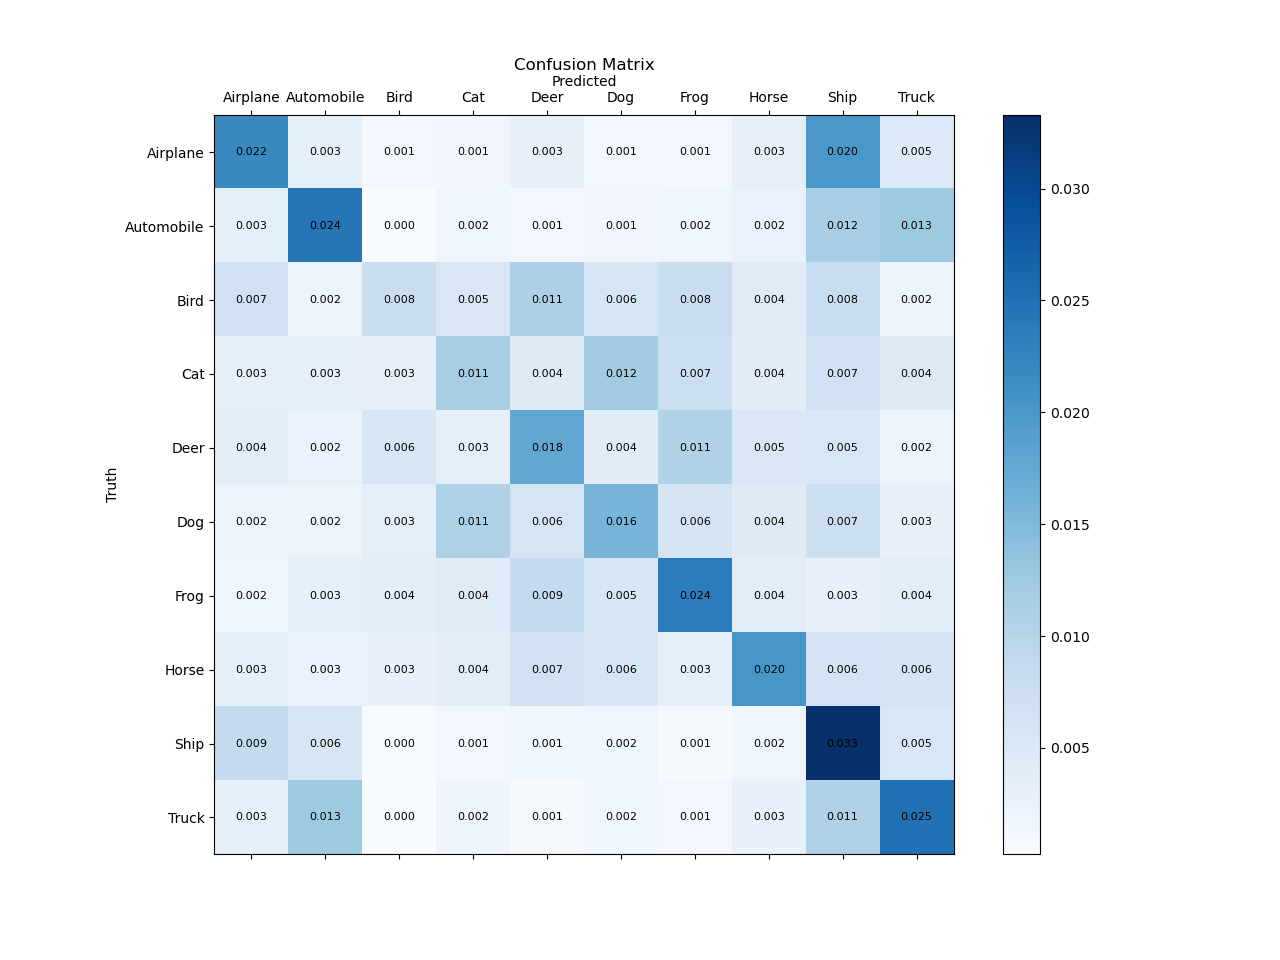 Confusion Matrix
Predicted
Airplane Automobile Bird Cat Deer Dog Frog Horse Ship Truck
Airplane 0.022 0.003 0.001 0.001 0.003 0.001 0.001 0.003 0.020 0.005
0.030
Automobile 0.003 0.024 0.000 0.002 0.001 0.001 0.002 0.002 0.012 0.013
Bird 0.007 0.002 0.008 0.005 0.011 0.006 0.008 0.004 0.008 0.002
0.025
Cat 0.003 0.003 0.003 0.011 0.004 0.012 0.007 0.004 0.007 0.004
0.020
Deer 0.004 0.002 0.006 0.003 0.018 0.004 0.011 0.005 0.005 0.002
Truth
Dog 0.002 0.002 0.003 0.011 0.006 0.016 0.006 0.004 0.007 0.003
0.015
Frog 0.002 0.003 0.004 0.004 0.009 0.005 0.024 0.004 0.003 0.004
0.010
Horse 0.003 0.003 0.003 0.004 0.007 0.006 0.003 0.020 0.006 0.006
Ship 0.009 0.006 0.000 0.001 0.001 0.002 0.001 0.002 0.033 0.005
0.005
Truck 0.003 0.013 0.000 0.002 0.001 0.002 0.001 0.003 0.011 0.025